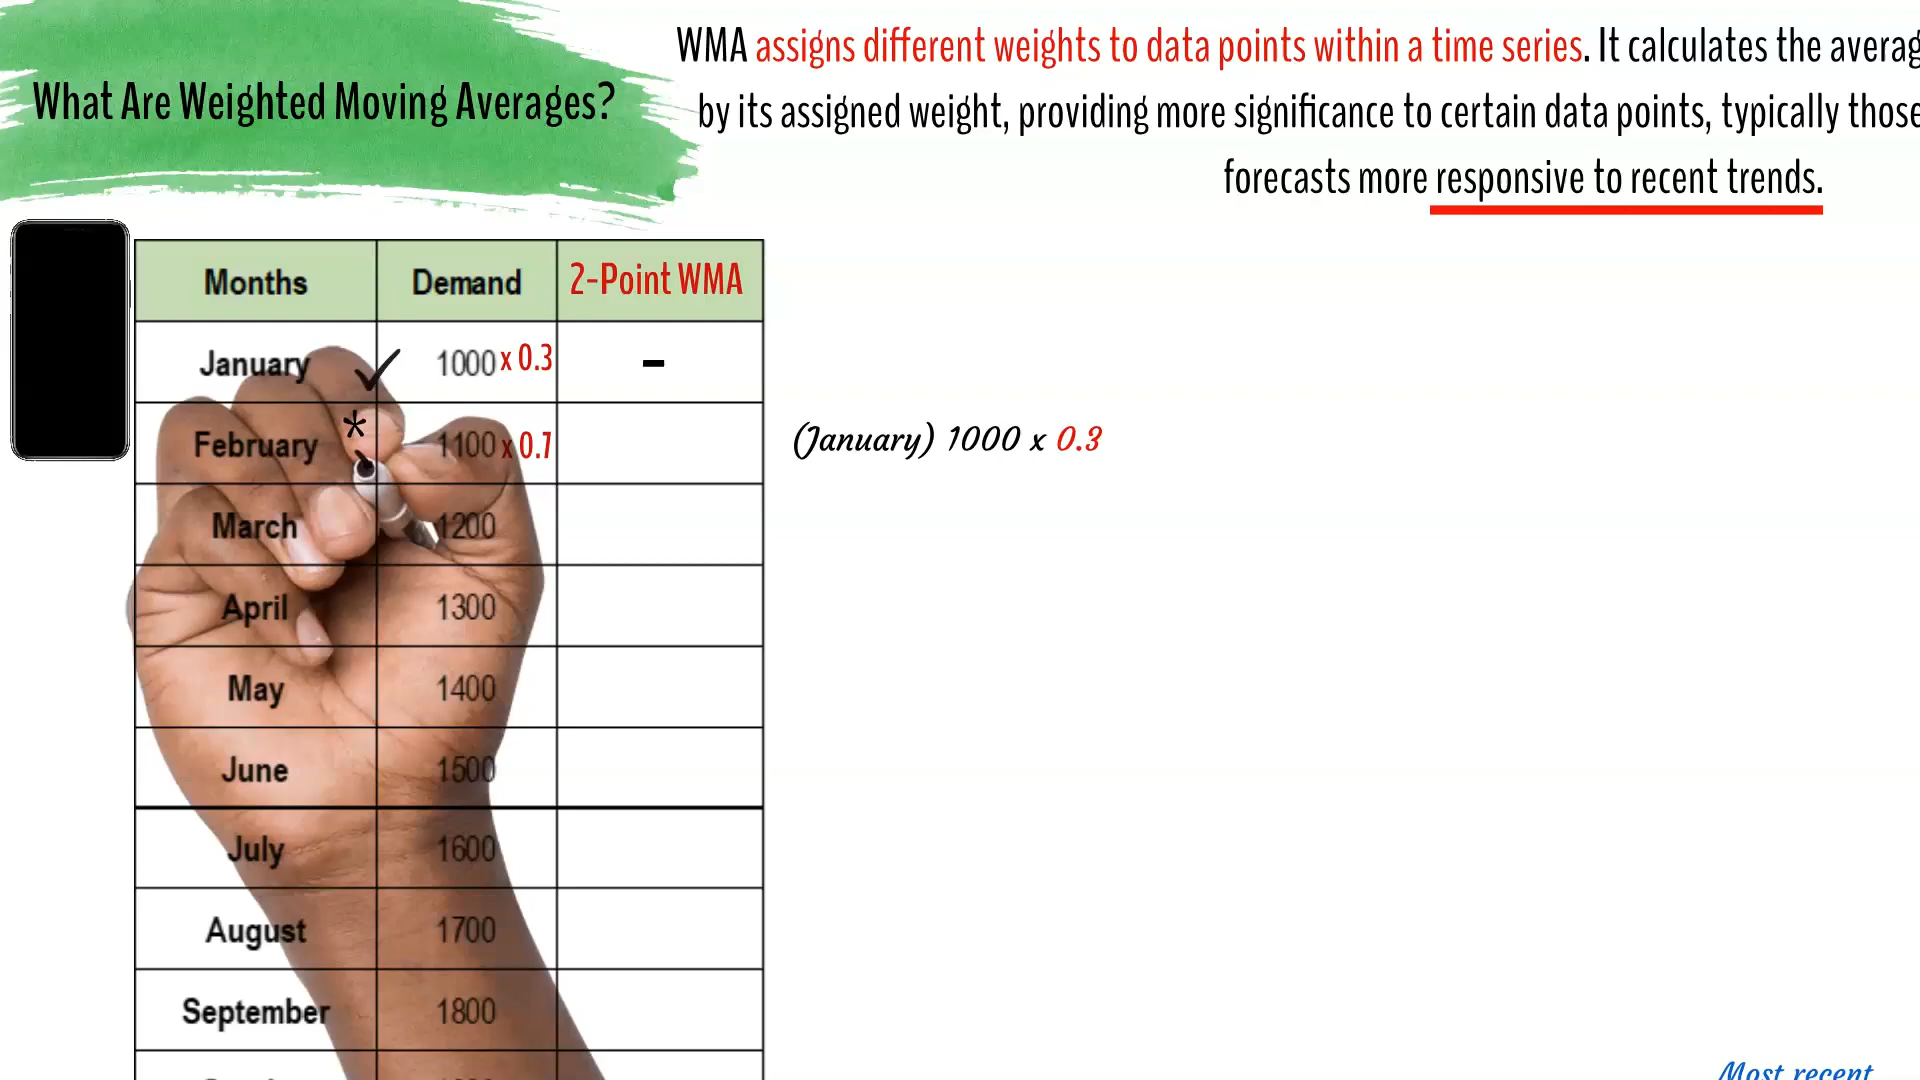 What Are Weighted Moving Averages?
WMA assigns different weights to data points within a time series. It calculates the averag
by its assigned weight, providing more significance to certain data points, typically those
forecasts more responsive to recent trends.
Months Demand 2-Point WMA
January ✓ 1000 x 0.3 -
February * 1100 x 0.7
(January) 1000 x 0.3
March 1200
April 1300
May 1400
June 1500
July 1600
August 1700
September 1800
Most recent